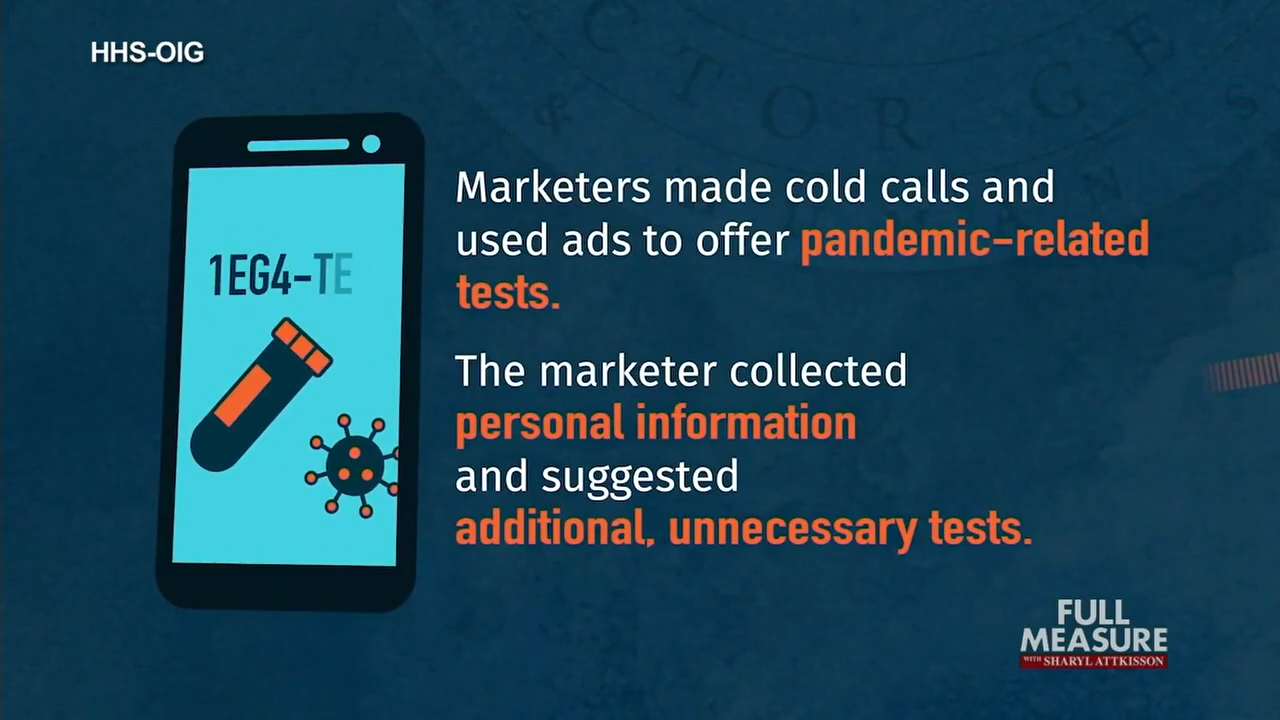 HHS-OIG
1EG4-TE
Marketers made cold calls and
used ads to offer pandemic-related
tests.
The marketer collected
personal information
and suggested
additional, unnecessary tests.
FULL
MEASURE
WITH SHARYL ATTKISSON